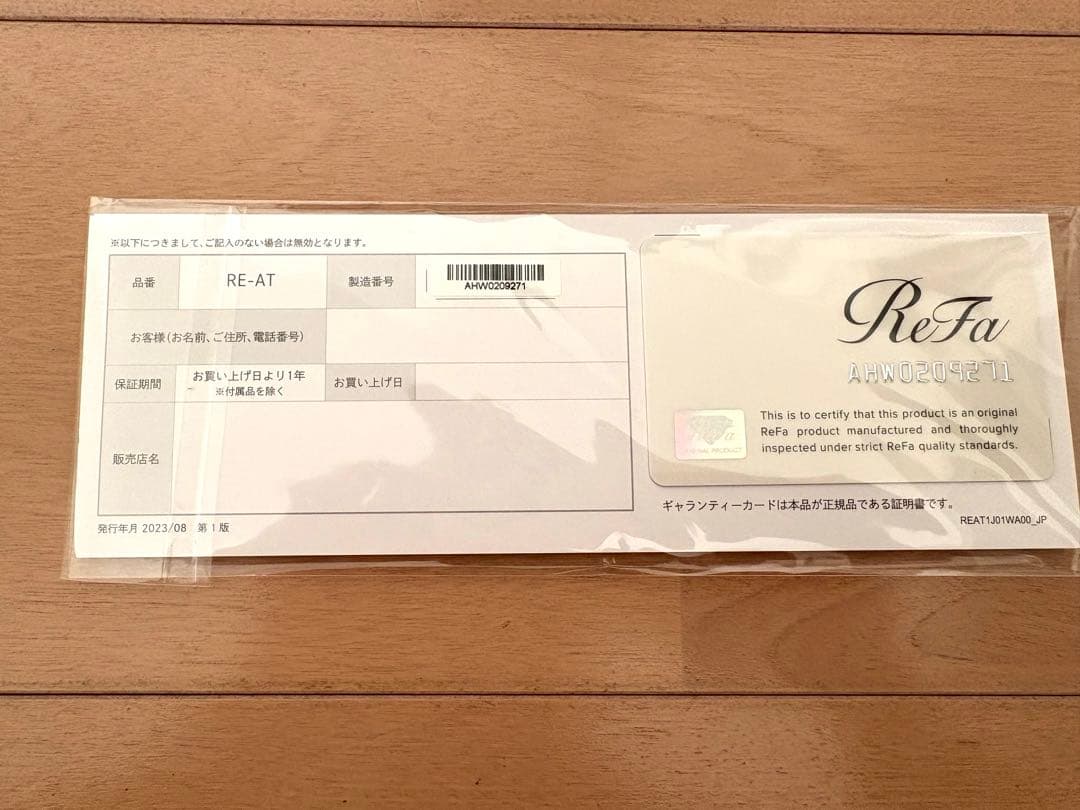 ※以下につきまして、ご記入のない場合は無効となります。
品番
RE-AT
製造番号
AHW0209271
お客様(お名前、ご住所、電話番号)
保証期間
お買い上げ日より1年
※付属品を除く
お買い上げ日
販売店名
発行年月 2023/08 第1版
ReFa
AHW0209271
This is to certify that this product is an original
ReFa product manufactured and thoroughly
inspected under strict ReFa quality standards.
ReFa
ORIGINAL PRODUCT
ギャランティーカードは本品が正規品である証明書です。
REAT1J01WA00_JP